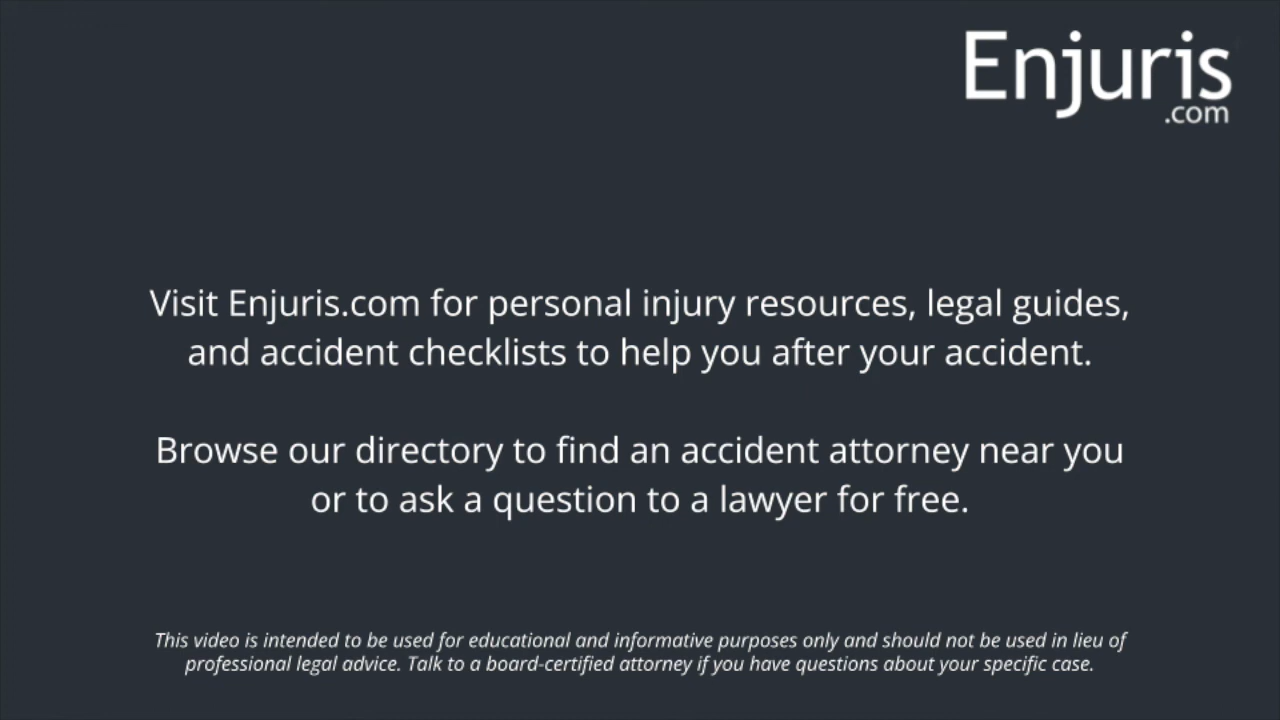 Enjuris
.com
Visit Enjuris.com for personal injury resources, legal guides,
and accident checklists to help you after your accident.
Browse our directory to find an accident attorney near you
or to ask a question to a lawyer for free.
This video is intended to be used for educational and informative purposes only and should not be used in lieu of
professional legal advice. Talk to a board-certified attorney if you have questions about your specific case.